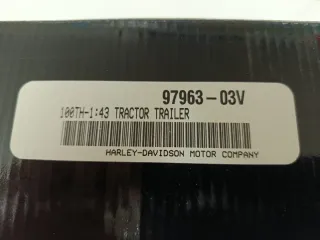 97963-03V
100TH-1:43 TRACTOR TRAILER
HARLEY-DAVIDSON MOTOR COMPANY